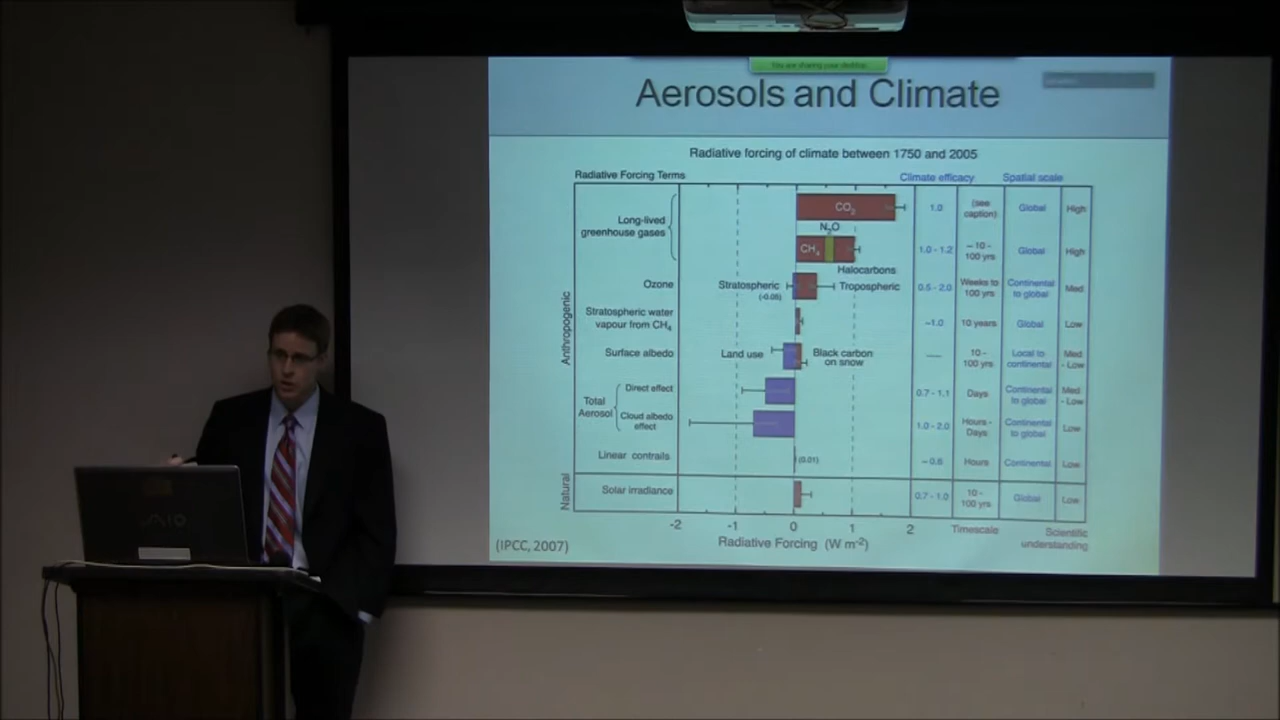 You are sharing your desktop
Aerosols and Climate
Radiative forcing of climate between 1750 and 2005
Radiative Forcing Terms
Climate efficacy
Spatial scale
Anthropogenic
Long-lived
greenhouse gases
CO₂
1.0
(see
caption)
Global
High
N₂O
CH₄
Halocarbons
1.0 - 1.2
~ 10 -
100 yrs
Global
High
Ozone
Stratospheric
(-0.05)
Tropospheric
0.5 - 2.0
Weeks to
100 yrs
Continental
to global
Med
Stratospheric water
vapour from CH₄
~1.0
10 years
Global
Low
Surface albedo
Land use
Black carbon
on snow
10 -
100 yrs
Local to
continental
Med
- Low
Total
Aerosol
Direct effect
0.7 - 1.1
Days
Continental
to global
Med
- Low
Cloud albedo
effect
1.0 - 2.0
Hours -
Days
Continental
to global
Low
Linear contrails
(0.01)
~ 0.6
Hours
Continental
Low
Natural
Solar irradiance
0.7 - 1.0
10 -
100 yrs
Global
Low
-2 -1 0 1 2
Timescale
Scientific
understanding
Radiative Forcing (W m⁻²)
(IPCC, 2007)
VAIO